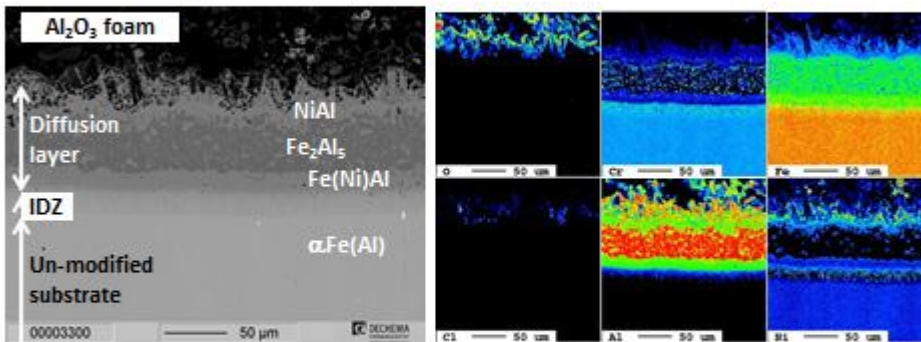 Al₂O₃ foam
NiAl
Diffusion
layer
Fe₂Al₅
Fe(Ni)Al
IDZ
αFe(Al)
Un-modified
substrate
00003300
50 µm
DECHEMA
O 50 um
Cr 50 um
Fe 50 um
Cl 50 um
Al 50 um
Ni 50 um